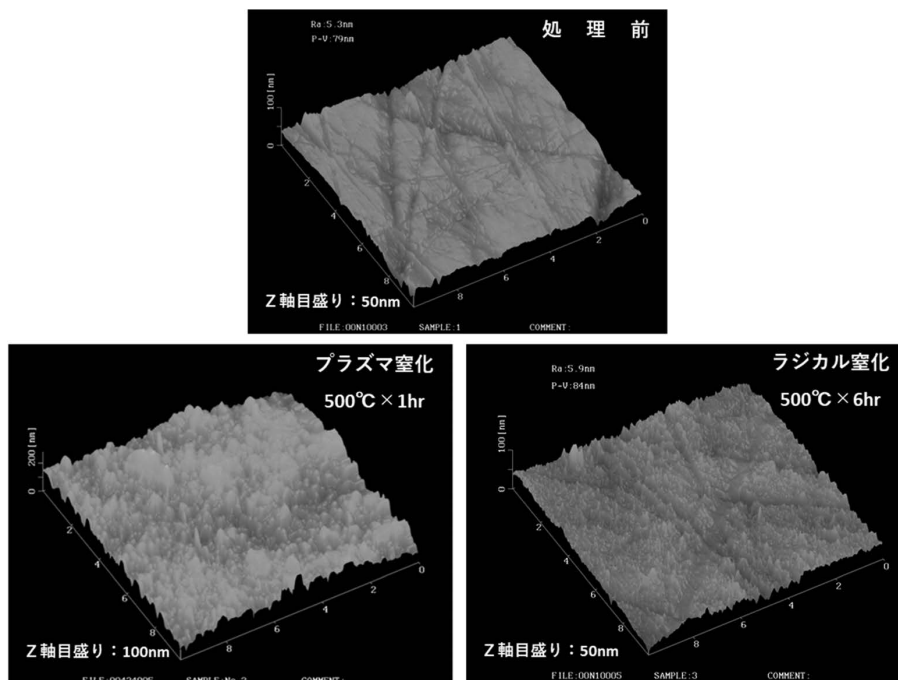 Ra:5.3nm
P-V:79nm
処 理 前
100[nm]
0
2
4
6
8
8
6
4
2
0
Z軸目盛り：50nm
FILE:00N10003 SAMPLE:1 COMMENT:
プラズマ窒化
500℃×1hr
200[nm]
0
2
4
6
8
8
6
4
2
0
Z軸目盛り：100nm
COMMENT:
Ra:5.9nm
P-V:84nm
ラジカル窒化
500℃×6hr
100[nm]
0
2
4
6
8
8
6
4
2
0
Z軸目盛り：50nm
FILE:00N10005 SAMPLE:3 COMMENT: